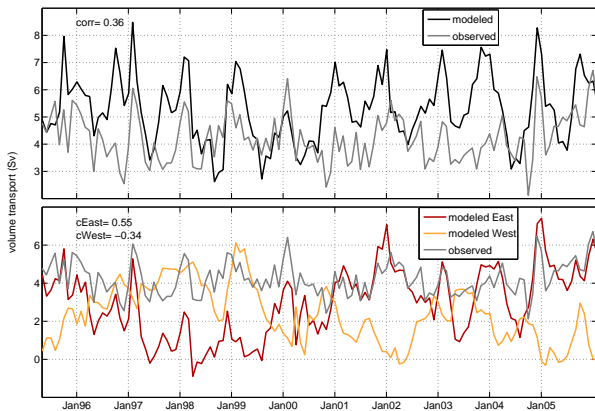 corr= 0.36
modeled
observed
8
7
6
5
4
3
volume transport (Sv)
cEast= 0.55
cWest= −0.34
modeled East
modeled West
observed
6
4
2
0
Jan96 Jan97 Jan98 Jan99 Jan00 Jan01 Jan02 Jan03 Jan04 Jan05